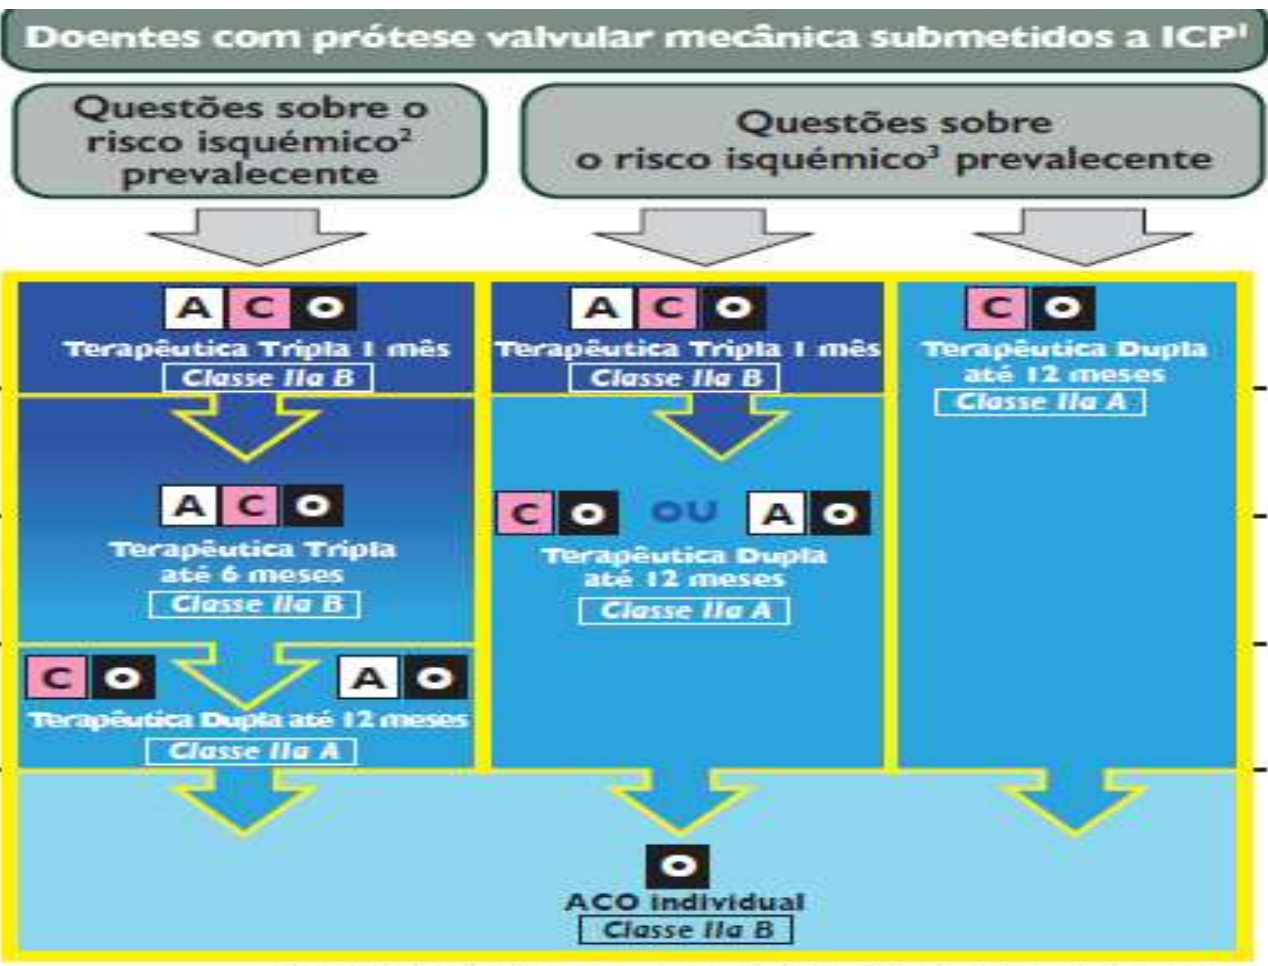 Doentes com prótese valvular mecânica submetidos a ICP¹
Questões sobre o
risco isquémico²
prevalecente
Questões sobre
o risco isquémico³ prevalecente
A C O
Terapêutica Tripla 1 mês
Classe IIa B
A C O
Terapêutica Tripla até 6 meses
Classe IIa B
C O
A O
Terapêutica Dupla até 12 meses
Classe IIa A
A C O
Terapêutica Tripla 1 mês
Classe IIa B
C O OU A O
Terapêutica Dupla
até 12 meses
Classe IIa A
C O
Terapêutica Dupla
até 12 meses
Classe IIa A
O
ACO individual
Classe IIa B